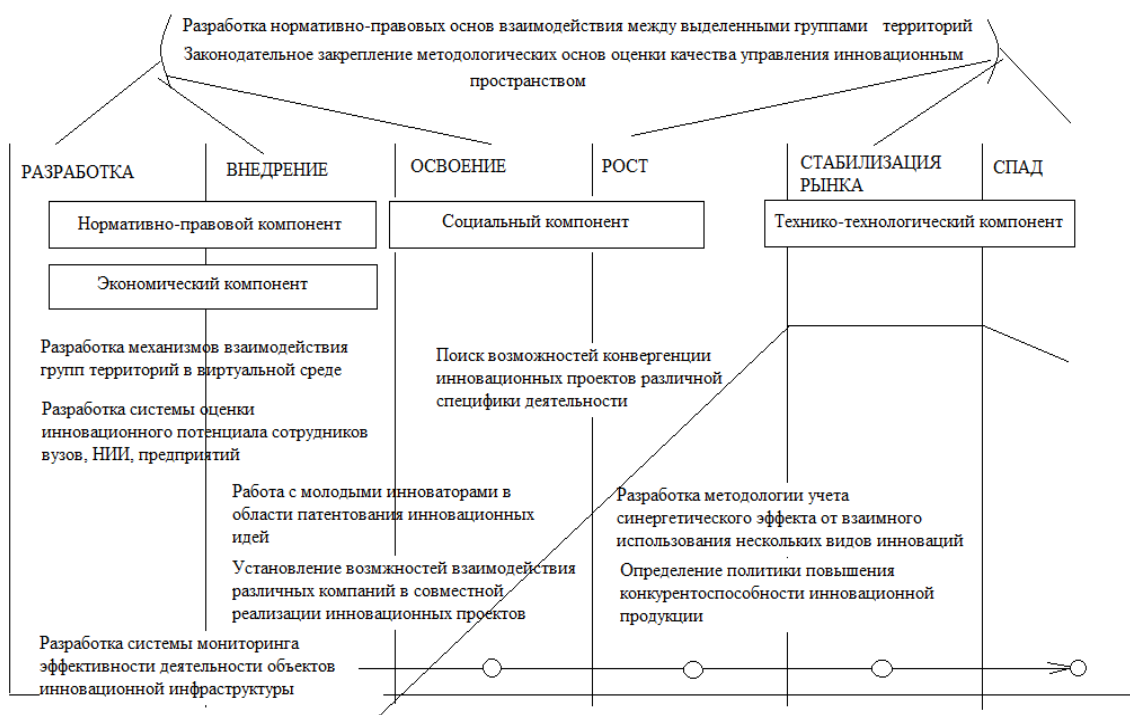 Разработка нормативно-правовых основ взаимодействия между выделенными группами территорий
Законодательное закрепление методологических основ оценки качества управления инновационным
пространством
РАЗРАБОТКА
ВНЕДРЕНИЕ
ОСВОЕНИЕ
РОСТ
СТАБИЛИЗАЦИЯ
РЫНКА
СПАД
Нормативно-правовой компонент
Социальный компонент
Технико-технологический компонент
Экономический компонент
Разработка механизмов взаимодействия
групп территорий в виртуальной среде
Поиск возможностей конвергенции
инновационных проектов различной
специфики деятельности
Разработка системы оценки
инновационного потенциала сотрудников
вузов, НИИ, предприятий
Работа с молодыми инноваторами в
области патентования инновационных
идей
Разработка методологии учета
синергетического эффекта от взаимного
использования нескольких видов инноваций
Установление возмжностей взаимодействия
различных компаний в совместной
реализации инновационных проектов
Определение политики повышения
конкурентоспособности инновационной
продукции
Разработка системы мониторинга
эффективности деятельности объектов
инновационной инфраструктуры